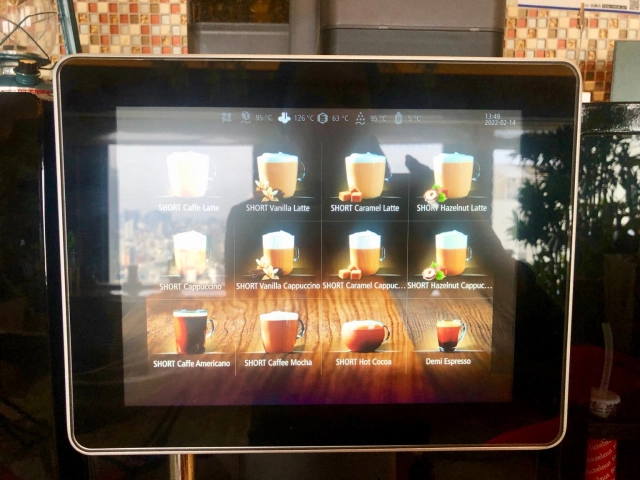 95 °C 126 °C 63 °C 95 °C 5 °C
13:49
2022-02-14
SHORT Caffe Latte SHORT Vanilla Latte SHORT Caramel Latte SHORT Hazelnut Latte
SHORT Cappuccino SHORT Vanilla Cappuccino SHORT Caramel Cappuc... SHORT Hazelnut Cappuc...
SHORT Caffe Americano SHORT Caffee Mocha SHORT Hot Cocoa Demi Espresso